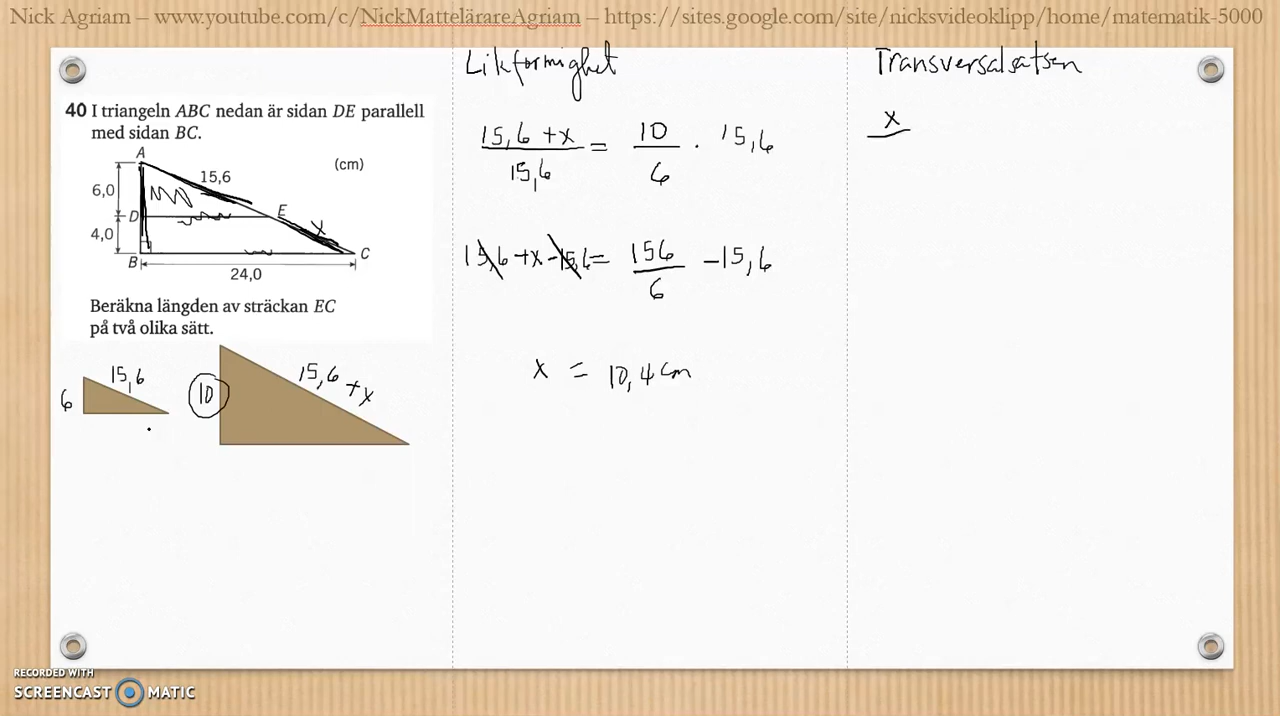 Nick Agriam – www.youtube.com/c/NickMattelärareAgriam – https://sites.google.com/site/nicksvideoklipp/home/matematik-5000
40 I triangeln ABC nedan är sidan DE parallell
med sidan BC.
A
(cm)
15,6
6,0
D
E
x
4,0
B
C
24,0
Beräkna längden av sträckan EC
på två olika sätt.
15,6
6
10
15,6 + x
Likformighet
15,6 + x / 15,6 = 10 / 6 · 15,6
15,6 + x - 15,6 = 156 / 6 - 15,6
x = 10,4 cm
Transversalsatsen
x
RECORDED WITH
SCREENCAST MATIC